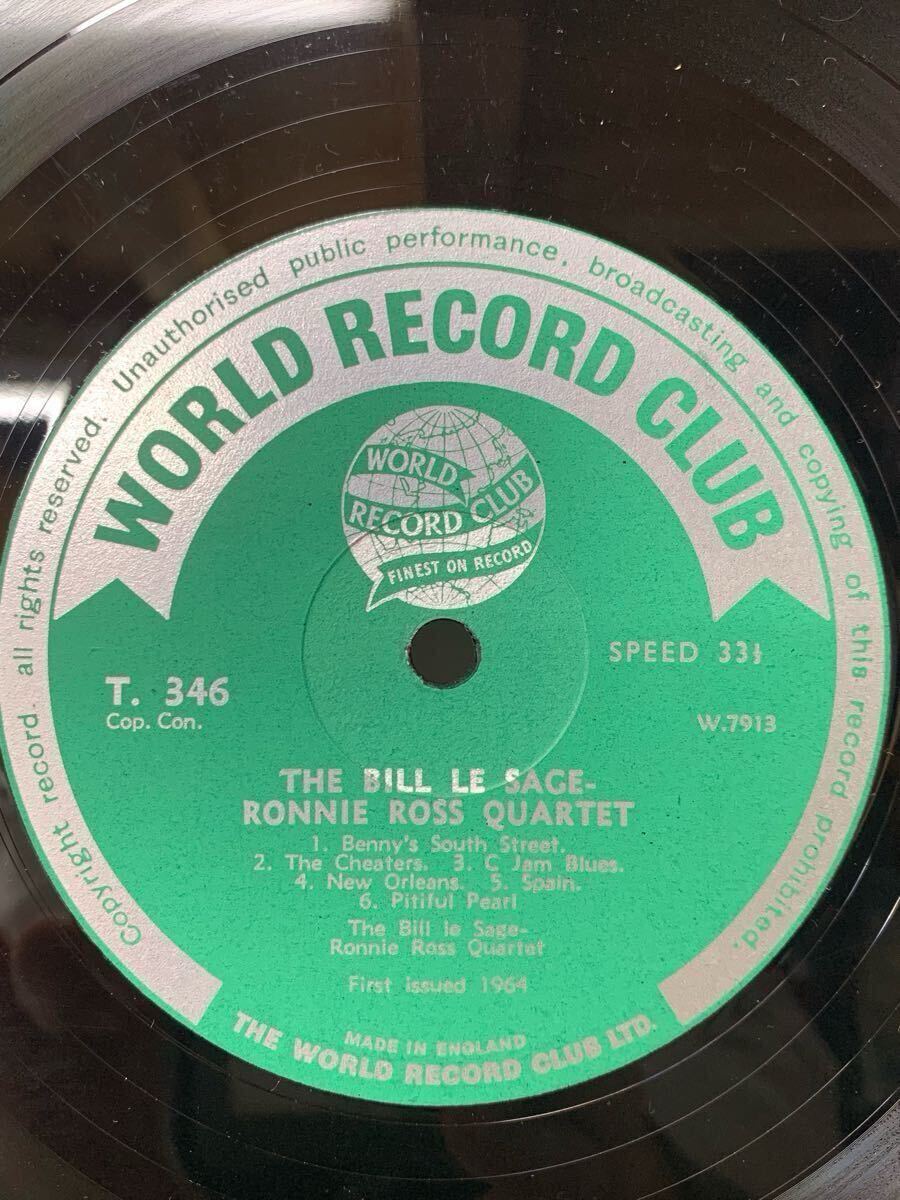 Copyright record. all rights reserved. Unauthorised public performance, broadcasting and copying of this record prohibited.
WORLD RECORD CLUB
WORLD
RECORD CLUB
FINEST ON RECORD
SPEED 33⅓
T. 346
Cop. Con.
W.7913
THE BILL LE SAGE-
RONNIE ROSS QUARTET
1. Benny's South Street.
2. The Cheaters. 3. C Jam Blues.
4. New Orleans. 5. Spain.
6. Pitiful Pearl
The Bill le Sage-
Ronnie Ross Quartet
First issued 1964
MADE IN ENGLAND
THE WORLD RECORD CLUB LTD.